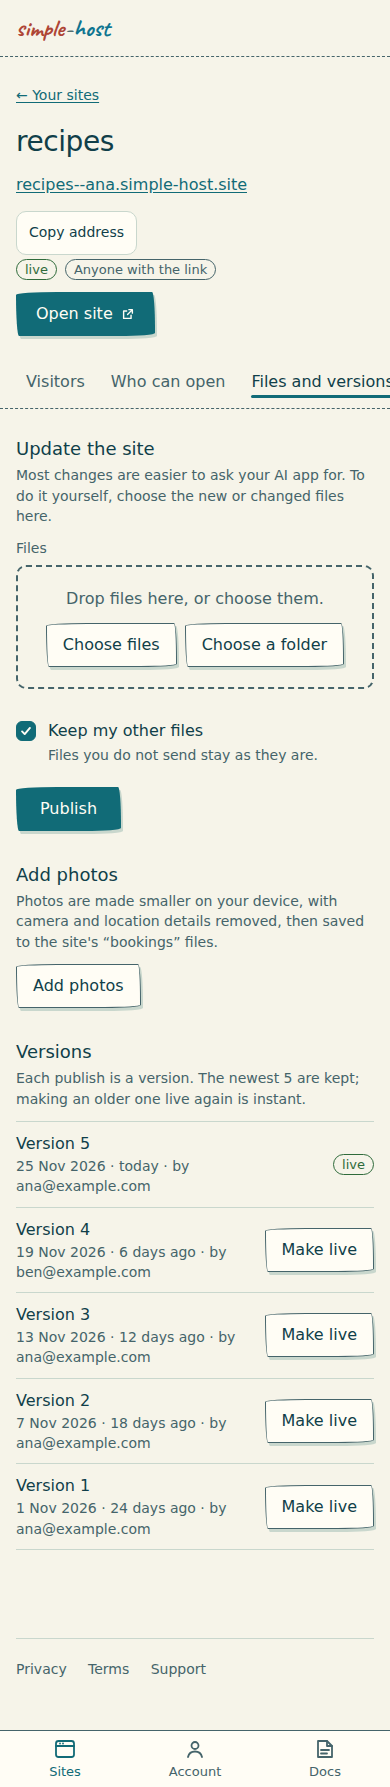 simple-host
← Your sites
recipes
recipes--ana.simple-host.site
Copy address
live Anyone with the link
Open site
Visitors Who can open Files and versions
Update the site
Most changes are easier to ask your AI app for. To
do it yourself, choose the new or changed files
here.
Files
Drop files here, or choose them.
Choose files Choose a folder
Keep my other files
Files you do not send stay as they are.
Publish
Add photos
Photos are made smaller on your device, with
camera and location details removed, then saved
to the site's “bookings” files.
Add photos
Versions
Each publish is a version. The newest 5 are kept;
making an older one live again is instant.
Version 5
25 Nov 2026 · today · by
ana@example.com
live
Version 4
19 Nov 2026 · 6 days ago · by
ben@example.com
Make live
Version 3
13 Nov 2026 · 12 days ago · by
ana@example.com
Make live
Version 2
7 Nov 2026 · 18 days ago · by
ana@example.com
Make live
Version 1
1 Nov 2026 · 24 days ago · by
ana@example.com
Make live
Privacy Terms Support
Sites Account Docs